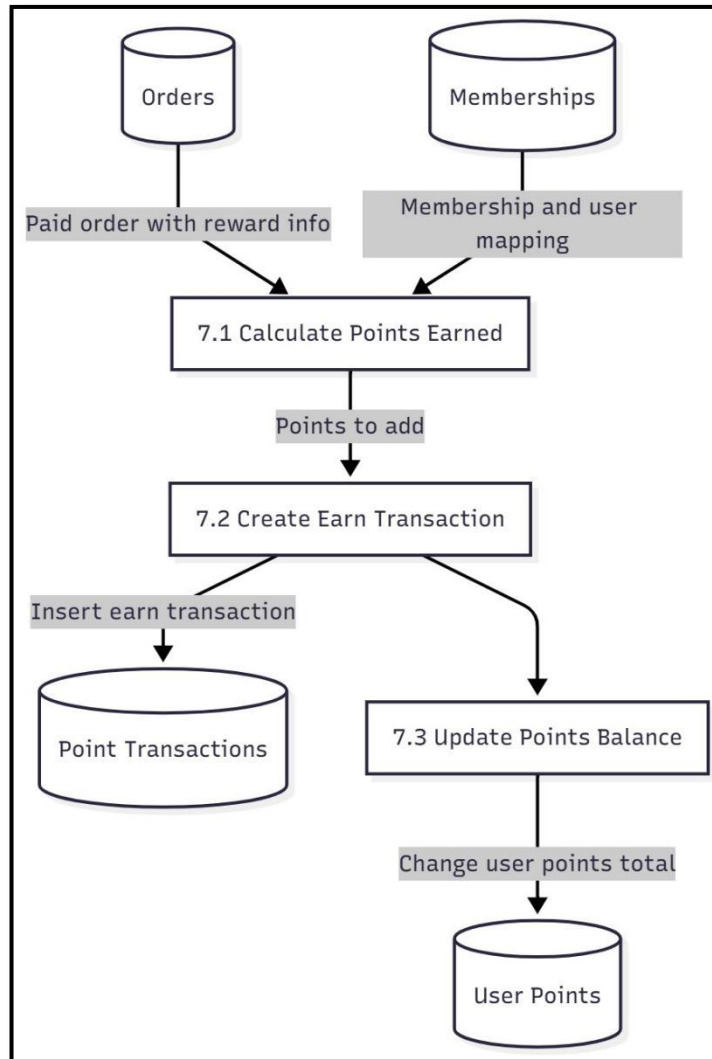 Orders
Memberships
Paid order with reward info
Membership and user
mapping
7.1 Calculate Points Earned
Points to add
7.2 Create Earn Transaction
Insert earn transaction
Point Transactions
7.3 Update Points Balance
Change user points total
User Points